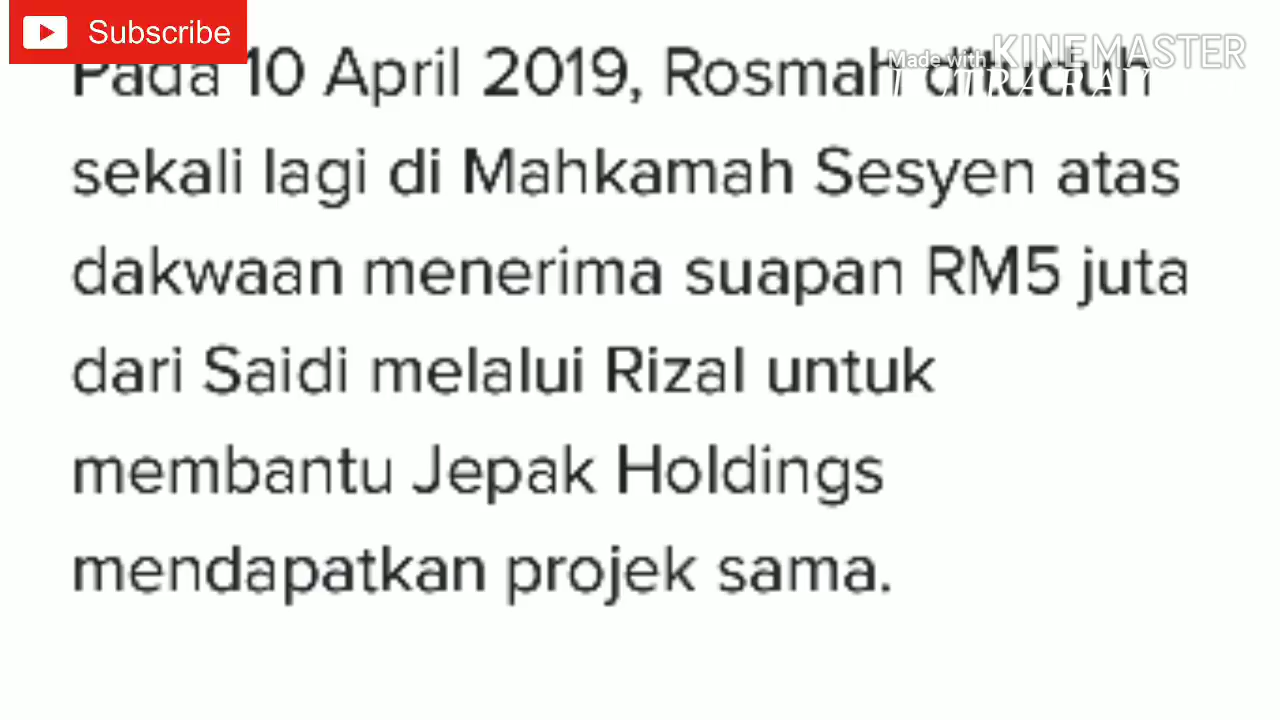 Subscribe
Made with KINEMASTER
Pada 10 April 2019, Rosmah dituduh
sekali lagi di Mahkamah Sesyen atas
dakwaan menerima suapan RM5 juta
dari Saidi melalui Rizal untuk
membantu Jepak Holdings
mendapatkan projek sama.